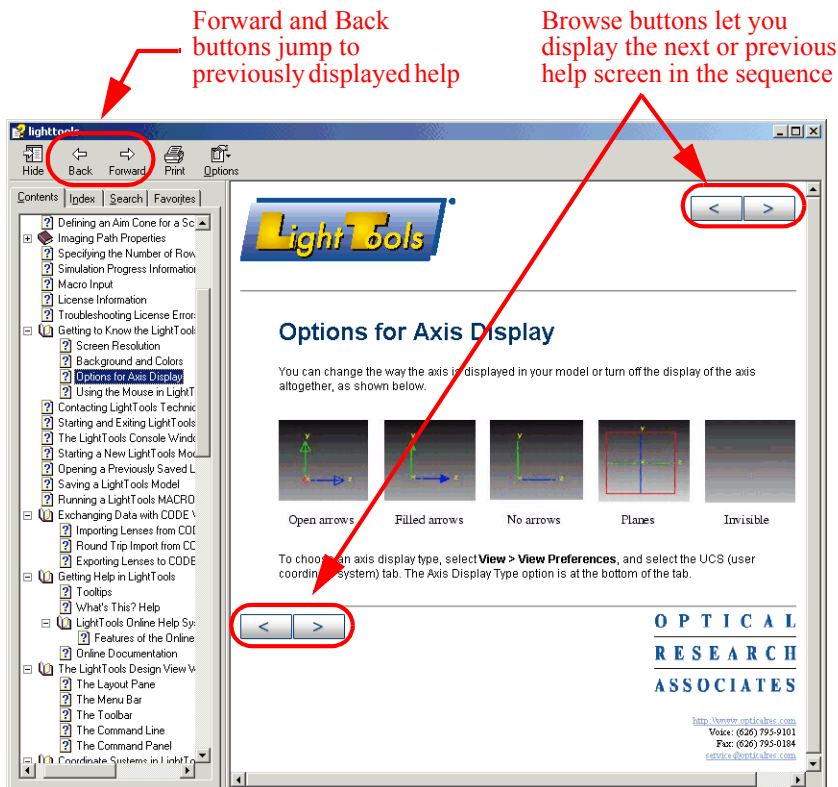 Forward and Back
buttons jump to
previously displayed help
Browse buttons let you
display the next or previous
help screen in the sequence
lighttools
Hide Back Forward Print Options
Contents Index Search Favorites
Defining an Aim Cone for a Sc
Imaging Path Properties
Specifying the Number of Row
Simulation Progress Information
Macro Input
License Information
Troubleshooting License Error
Getting to Know the LightTool
Screen Resolution
Background and Colors
Options for Axis Display
Using the Mouse in LightT
Contacting LightTools Technic
Starting and Exiting LightTools
The LightTools Console Windo
Starting a New LightTools Mod
Opening a Previously Saved L
Saving a LightTools Model
Running a LightTools MACRO
Exchanging Data with CODE V
Importing Lenses from COD
Round Trip Import from CO
Exporting Lenses to CODE
Getting Help in LightTools
Tooltips
What's This? Help
LightTools Online Help Sy
Features of the Online
Online Documentation
The LightTools Design View W
The Layout Pane
The Menu Bar
The Toolbar
The Command Line
The Command Panel
Coordinate Systems in LightTo
Light Tools
< >
Options for Axis Display
You can change the way the axis is displayed in your model or turn off the display of the axis
altogether, as shown below.
Y Z
Y Z
Y Z
Y Z
Open arrows Filled arrows No arrows Planes Invisible
To choose an axis display type, select View > View Preferences, and select the UCS (user
coordinate system) tab. The Axis Display Type option is at the bottom of the tab.
< >
OPTICAL
RESEARCH
ASSOCIATES
http://www.opticalres.com
Voice: (626) 795-9101
Fax: (626) 795-0184
service@opticalres.com